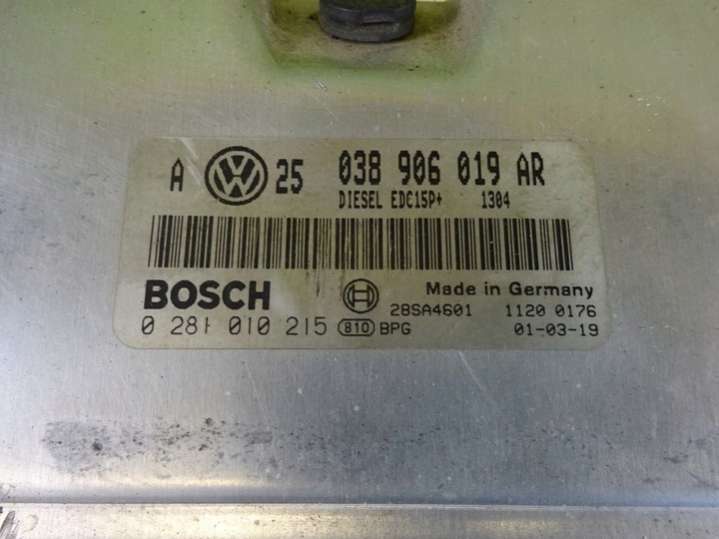 A VW 25 038 906 019 AR
DIESEL EDC15P+ 1304
BOSCH Made in Germany
28SA4601 1120 0176
0 281 010 215 810 BPG 01-03-19